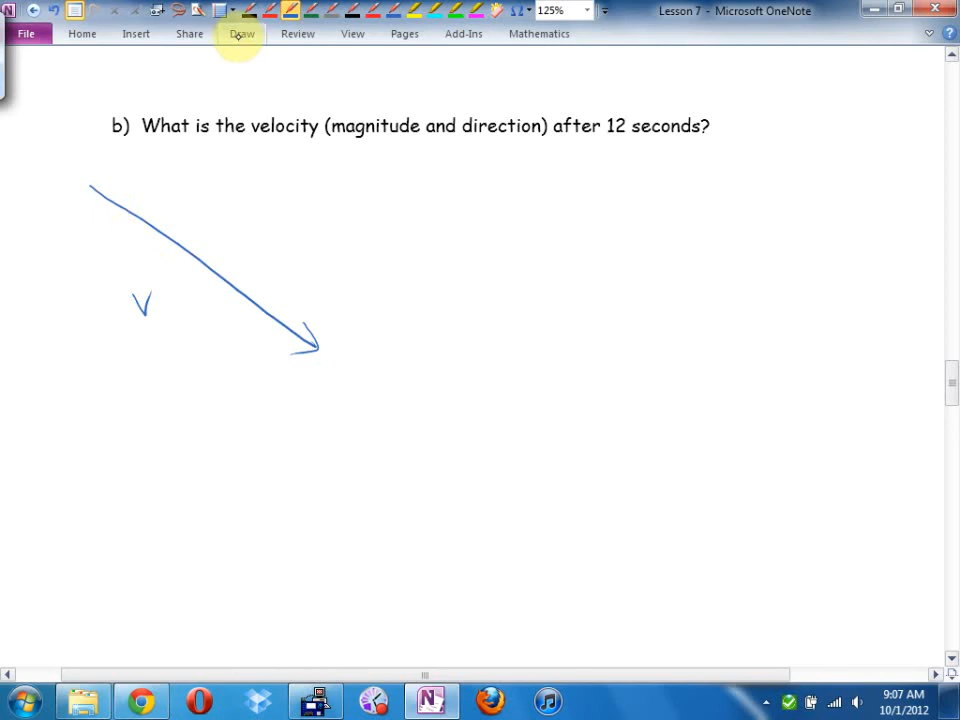 125%
Lesson 7 - Microsoft OneNote
File Home Insert Share Draw Review View Pages Add-Ins Mathematics
b) What is the velocity (magnitude and direction) after 12 seconds?
v
9:07 AM
10/1/2012